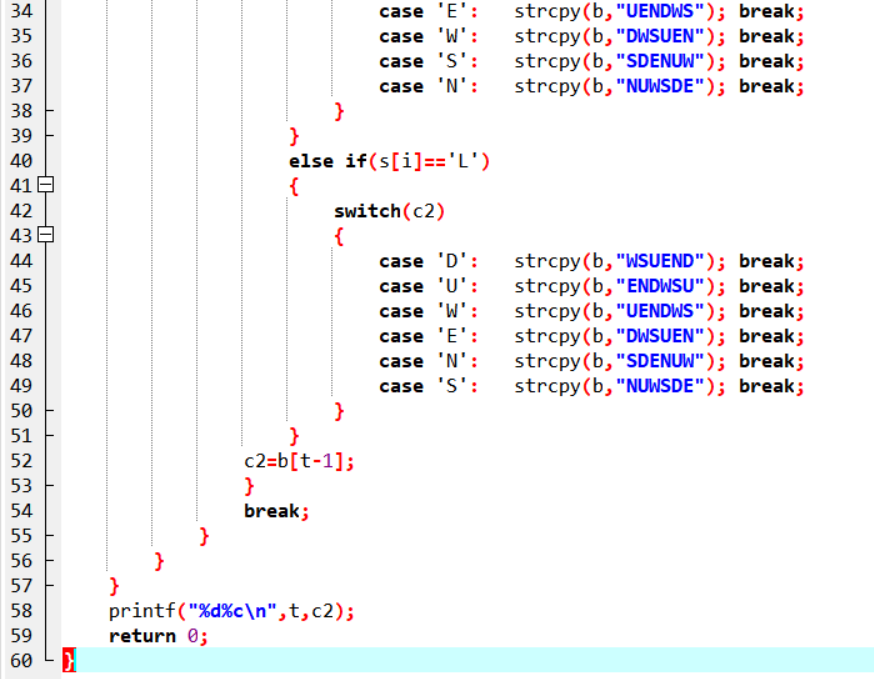 34 case 'E': strcpy(b,"UENDWS"); break;
35 case 'W': strcpy(b,"DWSUEN"); break;
36 case 'S': strcpy(b,"SDENUW"); break;
37 case 'N': strcpy(b,"NUWSDE"); break;
38 }
39 }
40 else if(s[i]=='L')
41 {
42 switch(c2)
43 {
44 case 'D': strcpy(b,"WSUEND"); break;
45 case 'U': strcpy(b,"ENDWSU"); break;
46 case 'W': strcpy(b,"UENDWS"); break;
47 case 'E': strcpy(b,"DWSUEN"); break;
48 case 'N': strcpy(b,"SDENUW"); break;
49 case 'S': strcpy(b,"NUWSDE"); break;
50 }
51 }
52 c2=b[t-1];
53 }
54 break;
55 }
56 }
57 }
58 printf("%d%c\n",t,c2);
59 return 0;
60 }